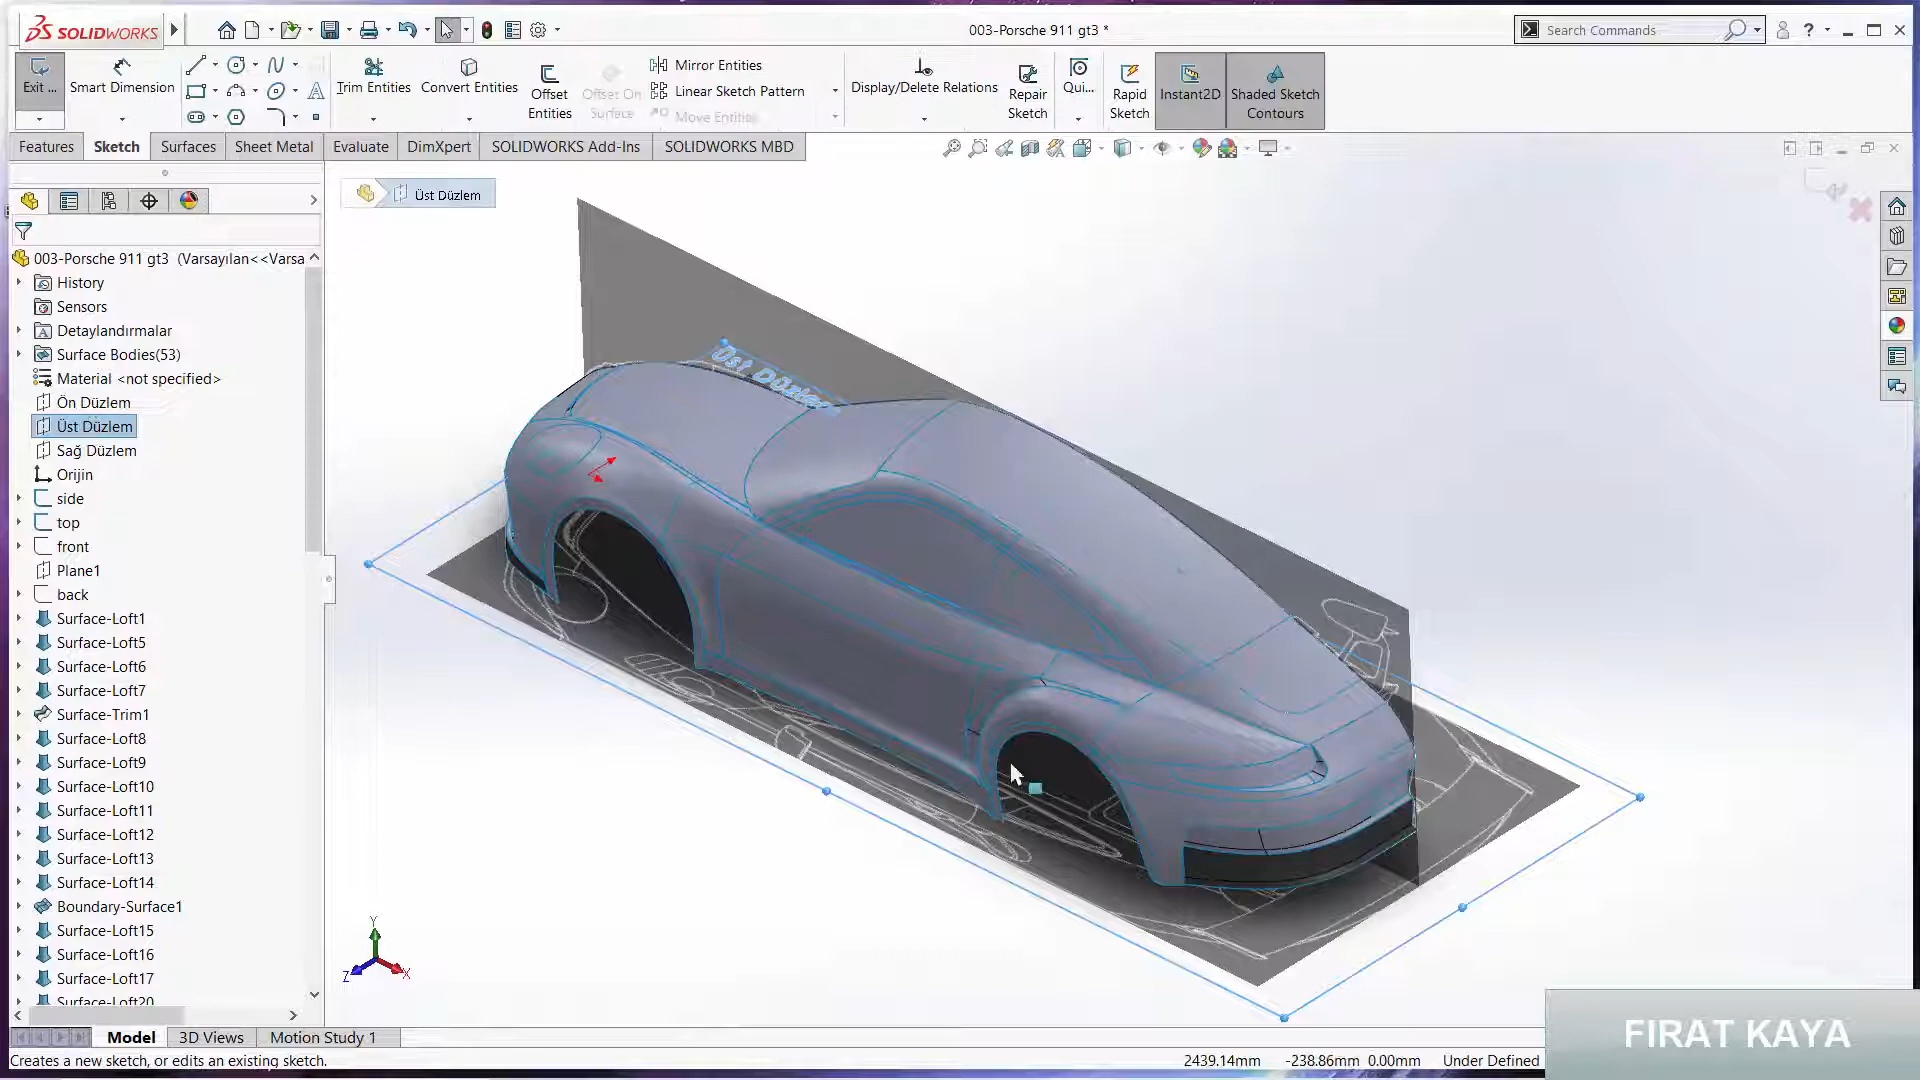 SOLIDWORKS
003-Porsche 911 gt3 *
Search Commands
Exit ...
Smart Dimension
Trim Entities
Convert Entities
Offset Entities
Offset On Surface
Mirror Entities
Linear Sketch Pattern
Move Entities
Display/Delete Relations
Repair Sketch
Qui...
Rapid Sketch
Instant2D
Shaded Sketch Contours
Features
Sketch
Surfaces
Sheet Metal
Evaluate
DimXpert
SOLIDWORKS Add-Ins
SOLIDWORKS MBD
Üst Düzlem
003-Porsche 911 gt3 (Varsayılan<<Varsa
History
Sensors
Detaylandırmalar
Surface Bodies(53)
Material <not specified>
Ön Düzlem
Üst Düzlem
Sağ Düzlem
Orijin
side
top
front
Plane1
back
Surface-Loft1
Surface-Loft5
Surface-Loft6
Surface-Loft7
Surface-Trim1
Surface-Loft8
Surface-Loft9
Surface-Loft10
Surface-Loft11
Surface-Loft12
Surface-Loft13
Surface-Loft14
Boundary-Surface1
Surface-Loft15
Surface-Loft16
Surface-Loft17
Surface-Loft20
Üst Düzlem
Y
Z
X
Model
3D Views
Motion Study 1
Creates a new sketch, or edits an existing sketch.
2439.14mm
-238.86mm
0.00mm
Under Defined
FIRAT KAYA